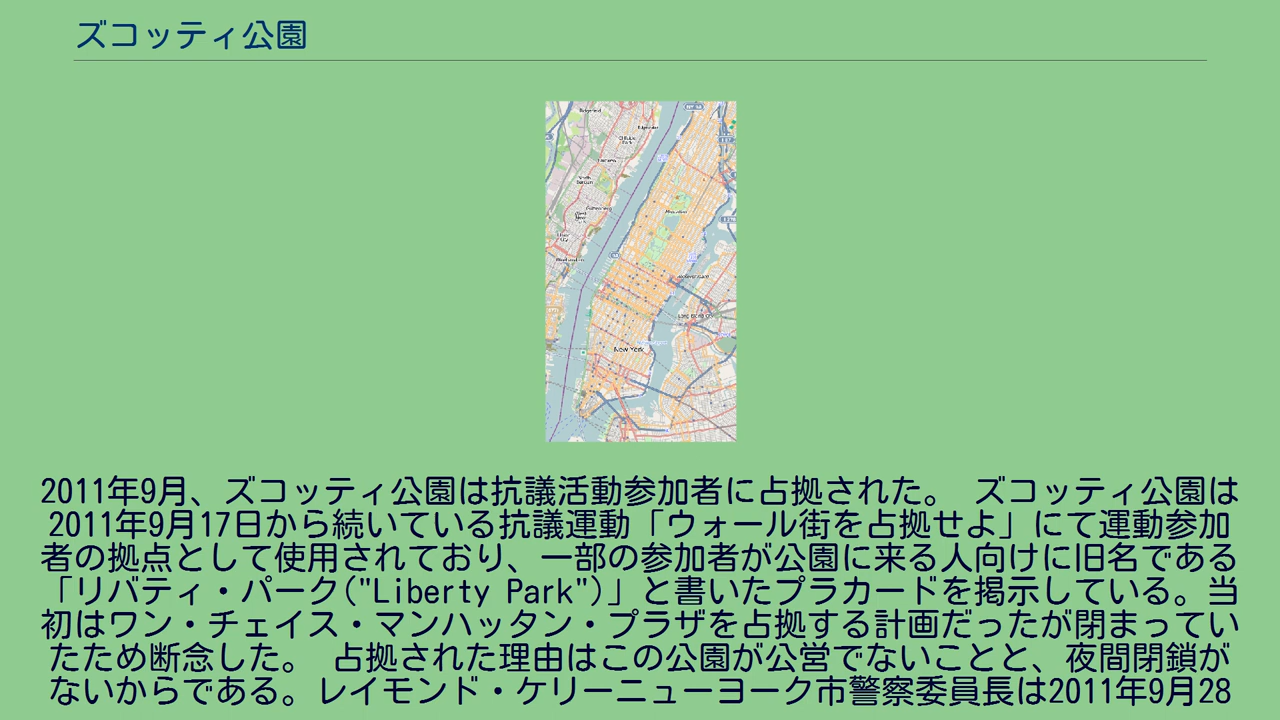 ズコッティ公園
New York
2011年9月、ズコッティ公園は抗議活動参加者に占拠された。 ズコッティ公園は
2011年9月17日から続いている抗議運動「ウォール街を占拠せよ」にて運動参加
者の拠点として使用されており、一部の参加者が公園に来る人向けに旧名である
「リバティ・パーク("Liberty Park")」と書いたプラカードを掲示している。当
初はワン・チェイス・マンハッタン・プラザを占拠する計画だったが閉まってい
たため断念した。 占拠された理由はこの公園が公営でないことと、夜間閉鎖が
ないからである。レイモンド・ケリーニューヨーク市警察委員長は2011年9月28